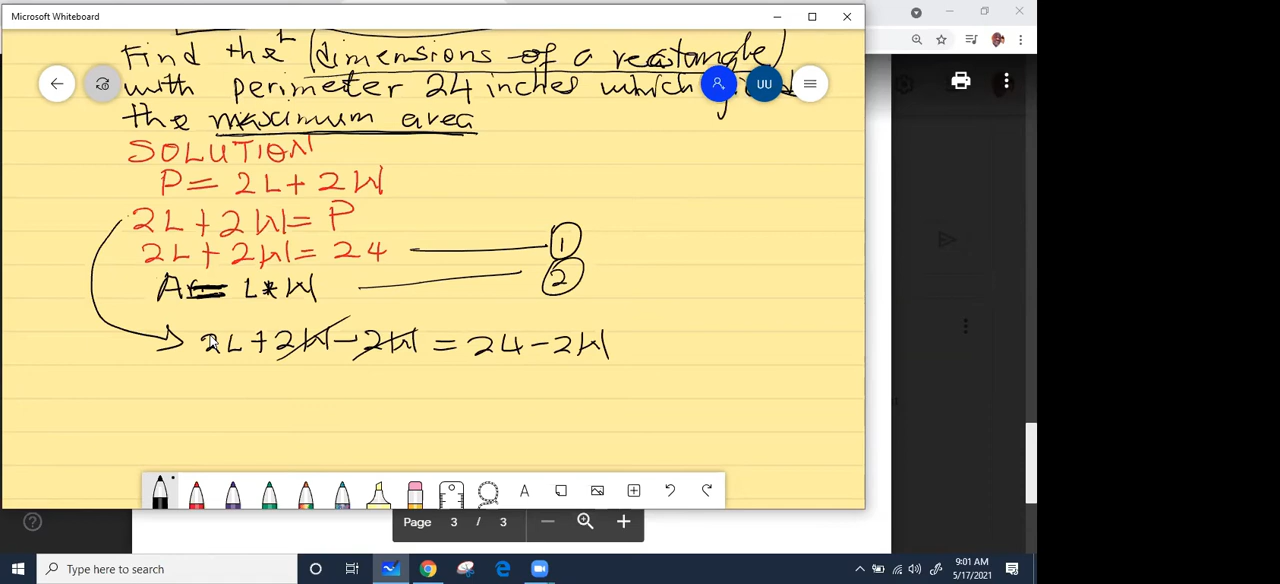 Microsoft Whiteboard
Find the (dimensions of a rectangle)
with perimeter 24 inches which
the maximum area
UU
SOLUTION
P = 2L + 2W
2L + 2W = P
2L + 2W = 24 1
A = L * W 2
2L + 2W - 2W = 24 - 2W
A
Page 3 / 3
Type here to search
9:01 AM
5/17/2021